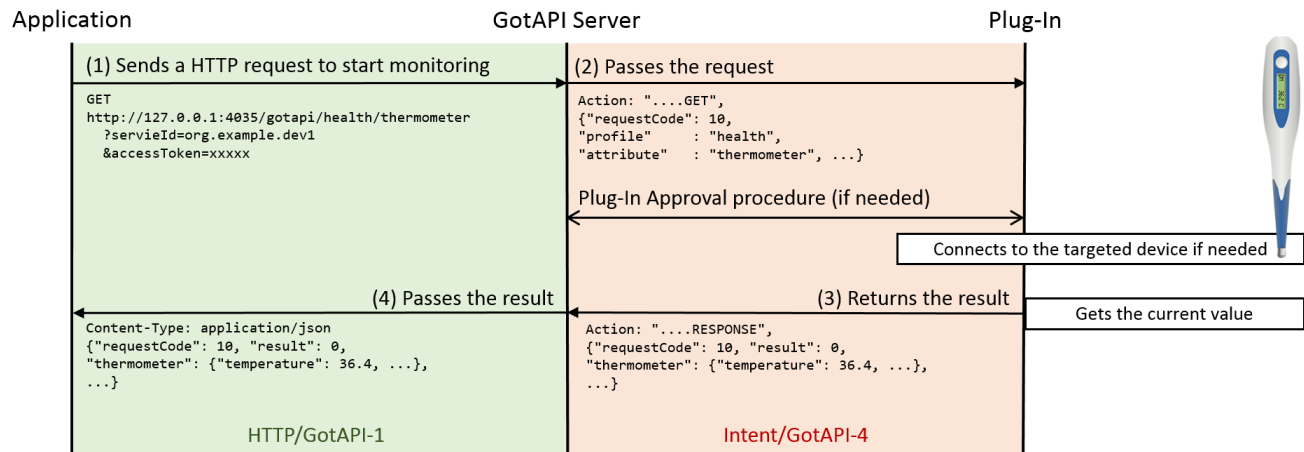 Application
GotAPI Server
Plug-In
(1) Sends a HTTP request to start monitoring
GET
http://127.0.0.1:4035/gotapi/health/thermometer
?servieId=org.example.dev1
&accessToken=xxxxx
(2) Passes the request
Action: "....GET",
{"requestCode": 10,
"profile"    : "health",
"attribute"   : "thermometer", ...}
Plug-In Approval procedure (if needed)
Connects to the targeted device if needed
(4) Passes the result
Content-Type: application/json
{"requestCode": 10, "result": 0,
"thermometer": {"temperature": 36.4, ...},
...}
(3) Returns the result
Action: "....RESPONSE",
{"requestCode": 10, "result": 0,
"thermometer": {"temperature": 36.4, ...},
...}
Gets the current value
HTTP/GotAPI-1
Intent/GotAPI-4